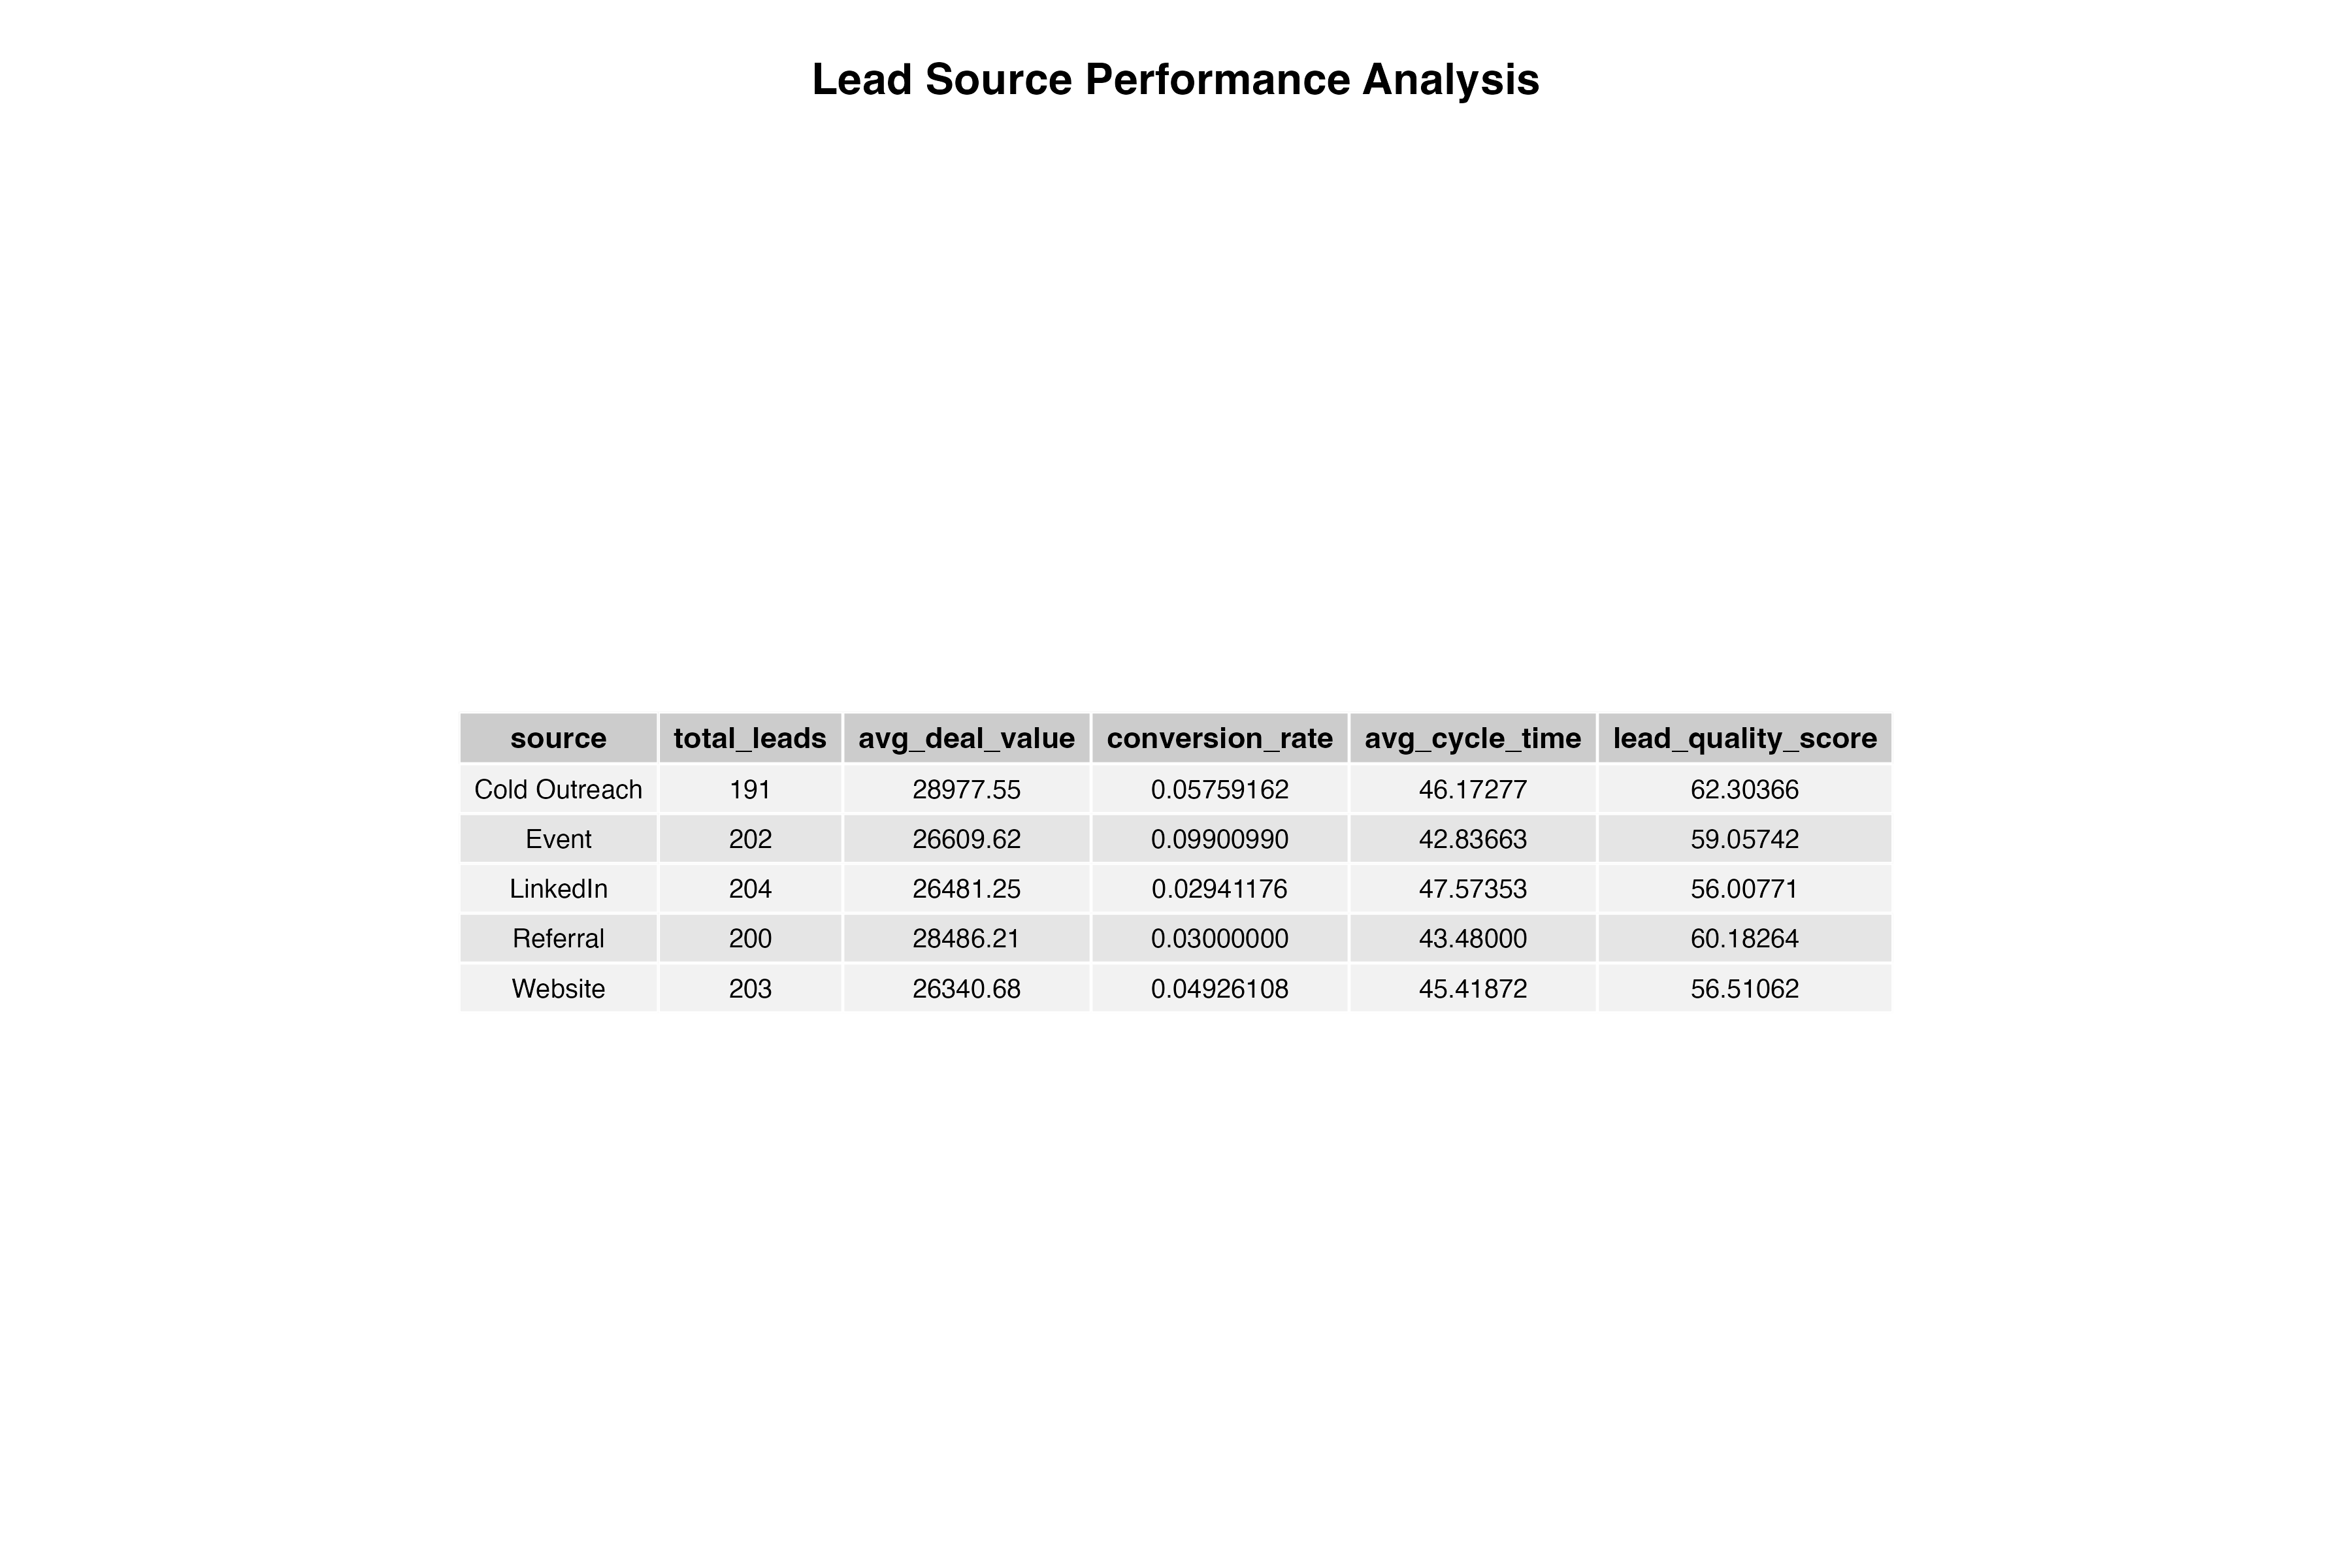 Lead Source Performance Analysis
source total_leads avg_deal_value conversion_rate avg_cycle_time lead_quality_score
Cold Outreach 191 28977.55 0.05759162 46.17277 62.30366
Event 202 26609.62 0.09900990 42.83663 59.05742
LinkedIn 204 26481.25 0.02941176 47.57353 56.00771
Referral 200 28486.21 0.03000000 43.48000 60.18264
Website 203 26340.68 0.04926108 45.41872 56.51062